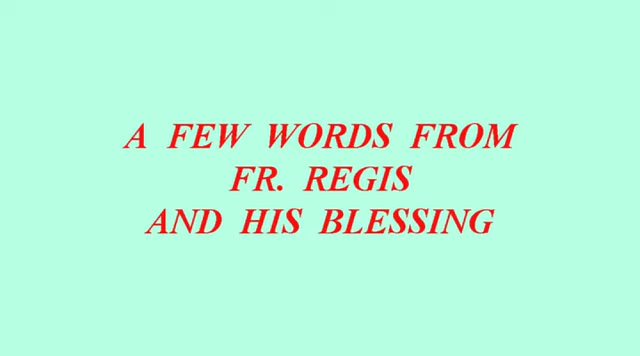 A FEW WORDS FROM
FR. REGIS
AND HIS BLESSING